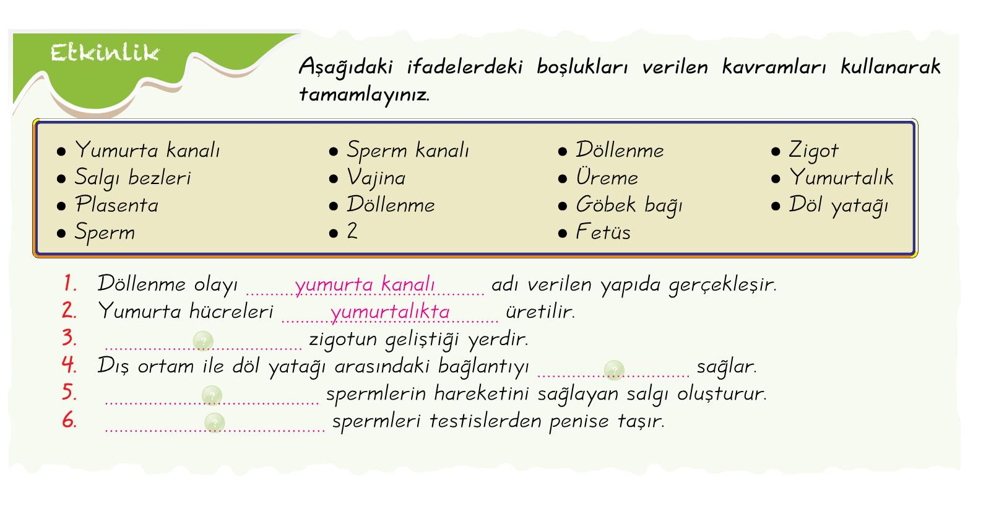 Etkinlik
Aşağıdaki ifadelerdeki boşlukları verilen kavramları kullanarak
tamamlayınız.
• Yumurta kanalı • Sperm kanalı • Döllenme • Zigot
• Salgı bezleri • Vajina • Üreme • Yumurtalık
• Plasenta • Döllenme • Göbek bağı • Döl yatağı
• Sperm • 2 • Fetüs
1. Döllenme olayı yumurta kanalı adı verilen yapıda gerçekleşir.
2. Yumurta hücreleri yumurtalıkta üretilir.
3. ? zigotun geliştiği yerdir.
4. Dış ortam ile döl yatağı arasındaki bağlantıyı ? sağlar.
5. ? spermlerin hareketini sağlayan salgı oluşturur.
6. ? spermleri testislerden penise taşır.